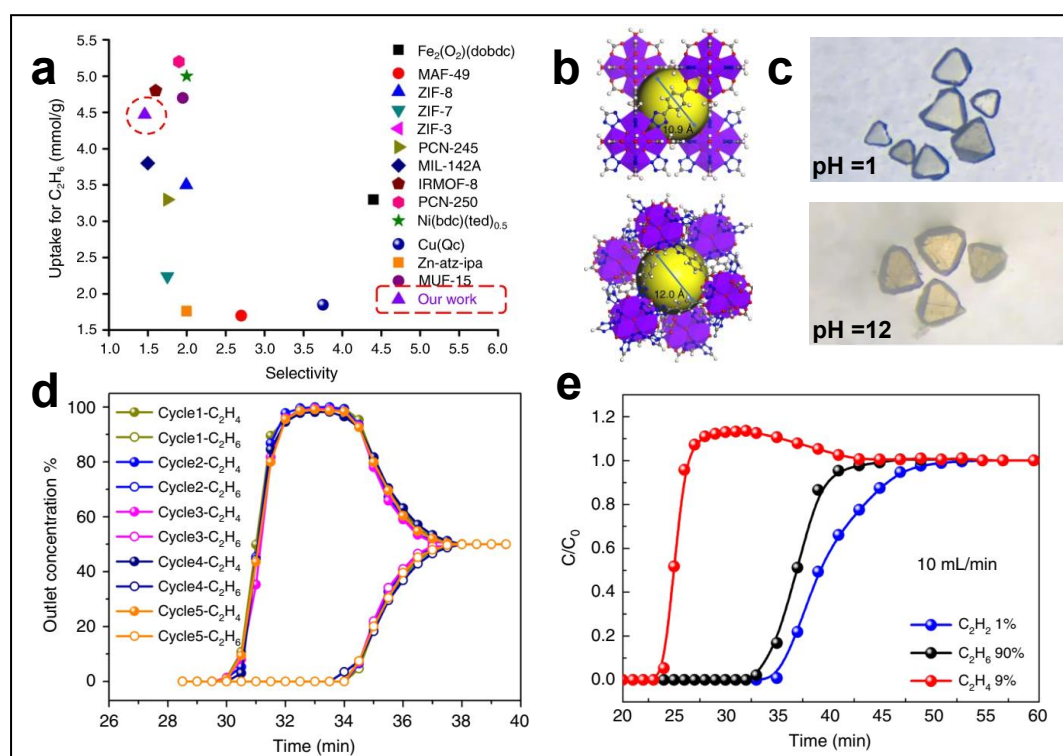 a
Uptake for C₂H₆ (mmol/g)
5.5
5.0
4.5
4.0
3.5
3.0
2.5
2.0
1.5
1.0 1.5 2.0 2.5 3.0 3.5 4.0 4.5 5.0 5.5 6.0
Selectivity
Fe₂(O₂)(dobdc)
MAF-49
ZIF-8
ZIF-7
ZIF-3
PCN-245
MIL-142A
IRMOF-8
PCN-250
Ni(bdc)(ted)₀.₅
Cu(Qc)
Zn-atz-ipa
MUF-15
Our work
b
10.9 Å
12.0 Å
c
pH =1
pH =12
d
Outlet concentration %
100
80
60
40
20
0
26 28 30 32 34 36 38 40
Time (min)
Cycle1-C₂H₄
Cycle1-C₂H₆
Cycle2-C₂H₄
Cycle2-C₂H₆
Cycle3-C₂H₄
Cycle3-C₂H₆
Cycle4-C₂H₄
Cycle4-C₂H₆
Cycle5-C₂H₄
Cycle5-C₂H₆
e
C/C₀
1.2
1.0
0.8
0.6
0.4
0.2
0.0
20 25 30 35 40 45 50 55 60
Time (min)
10 mL/min
C₂H₂ 1%
C₂H₆ 90%
C₂H₄ 9%